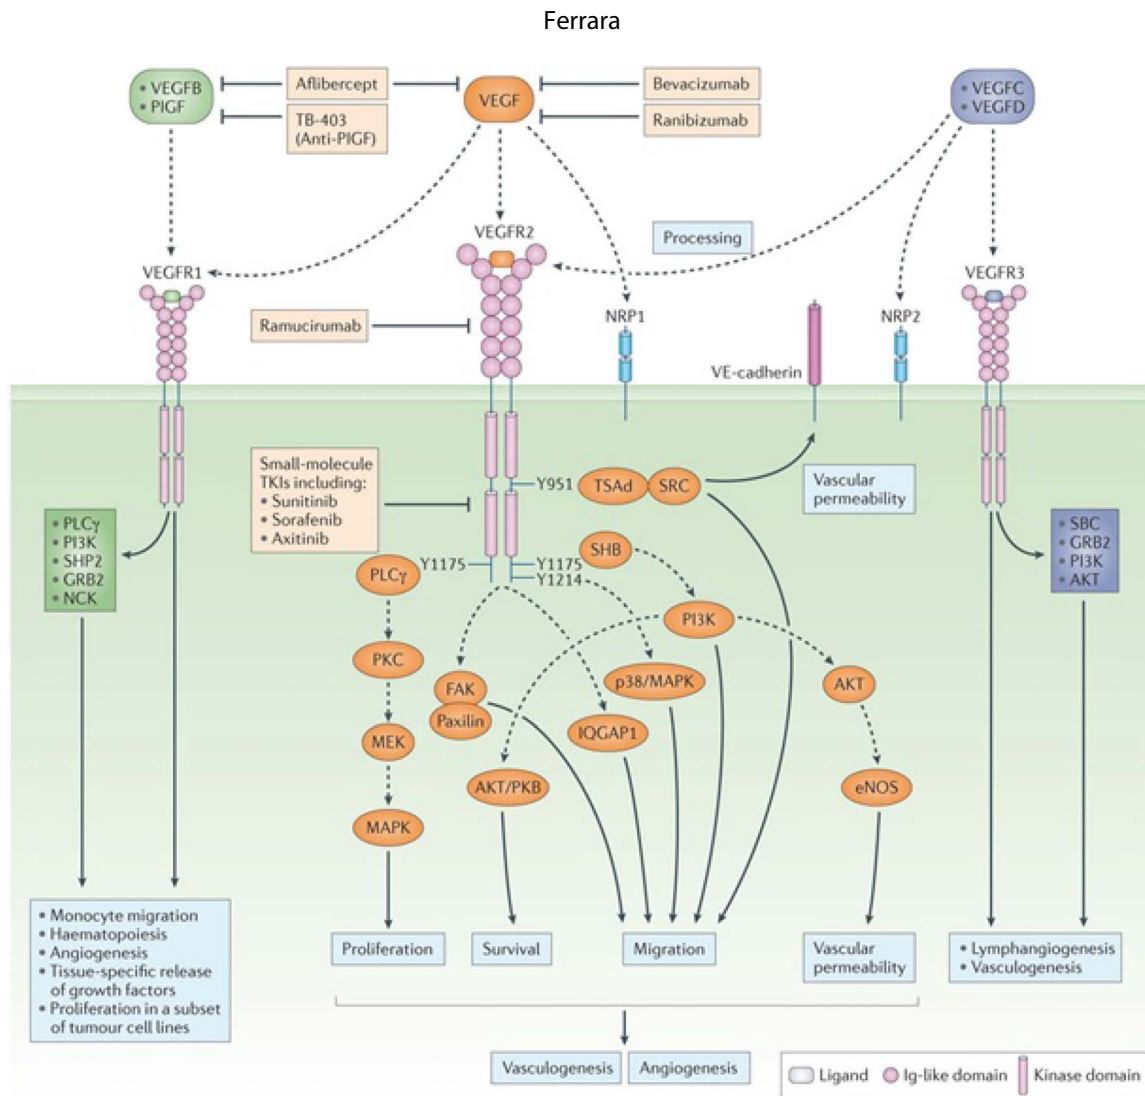 Ferrara
• VEGFB
• PlGF
Aflibercept
TB-403
(Anti-PlGF)
VEGF
Bevacizumab
Ranibizumab
• VEGFC
• VEGFD
VEGFR2
Processing
VEGFR1
VEGFR3
Ramucirumab
NRP1
NRP2
VE-cadherin
Small-molecule
TKIs including:
• Sunitinib
• Sorafenib
• Axitinib
Y951
TSAd
SRC
Vascular
permeability
• PLCγ
• PI3K
• SHP2
• GRB2
• NCK
• SBC
• GRB2
• PI3K
• AKT
SHB
PLCγ
Y1175
Y1175
Y1214
PI3K
PKC
FAK
Paxilin
p38/MAPK
AKT
MEK
IQGAP1
AKT/PKB
eNOS
MAPK
• Monocyte migration
• Haematopoiesis
• Angiogenesis
• Tissue-specific release
of growth factors
• Proliferation in a subset
of tumour cell lines
Proliferation
Survival
Migration
Vascular
permeability
• Lymphangiogenesis
• Vasculogenesis
Vasculogenesis
Angiogenesis
Ligand
Ig-like domain
Kinase domain